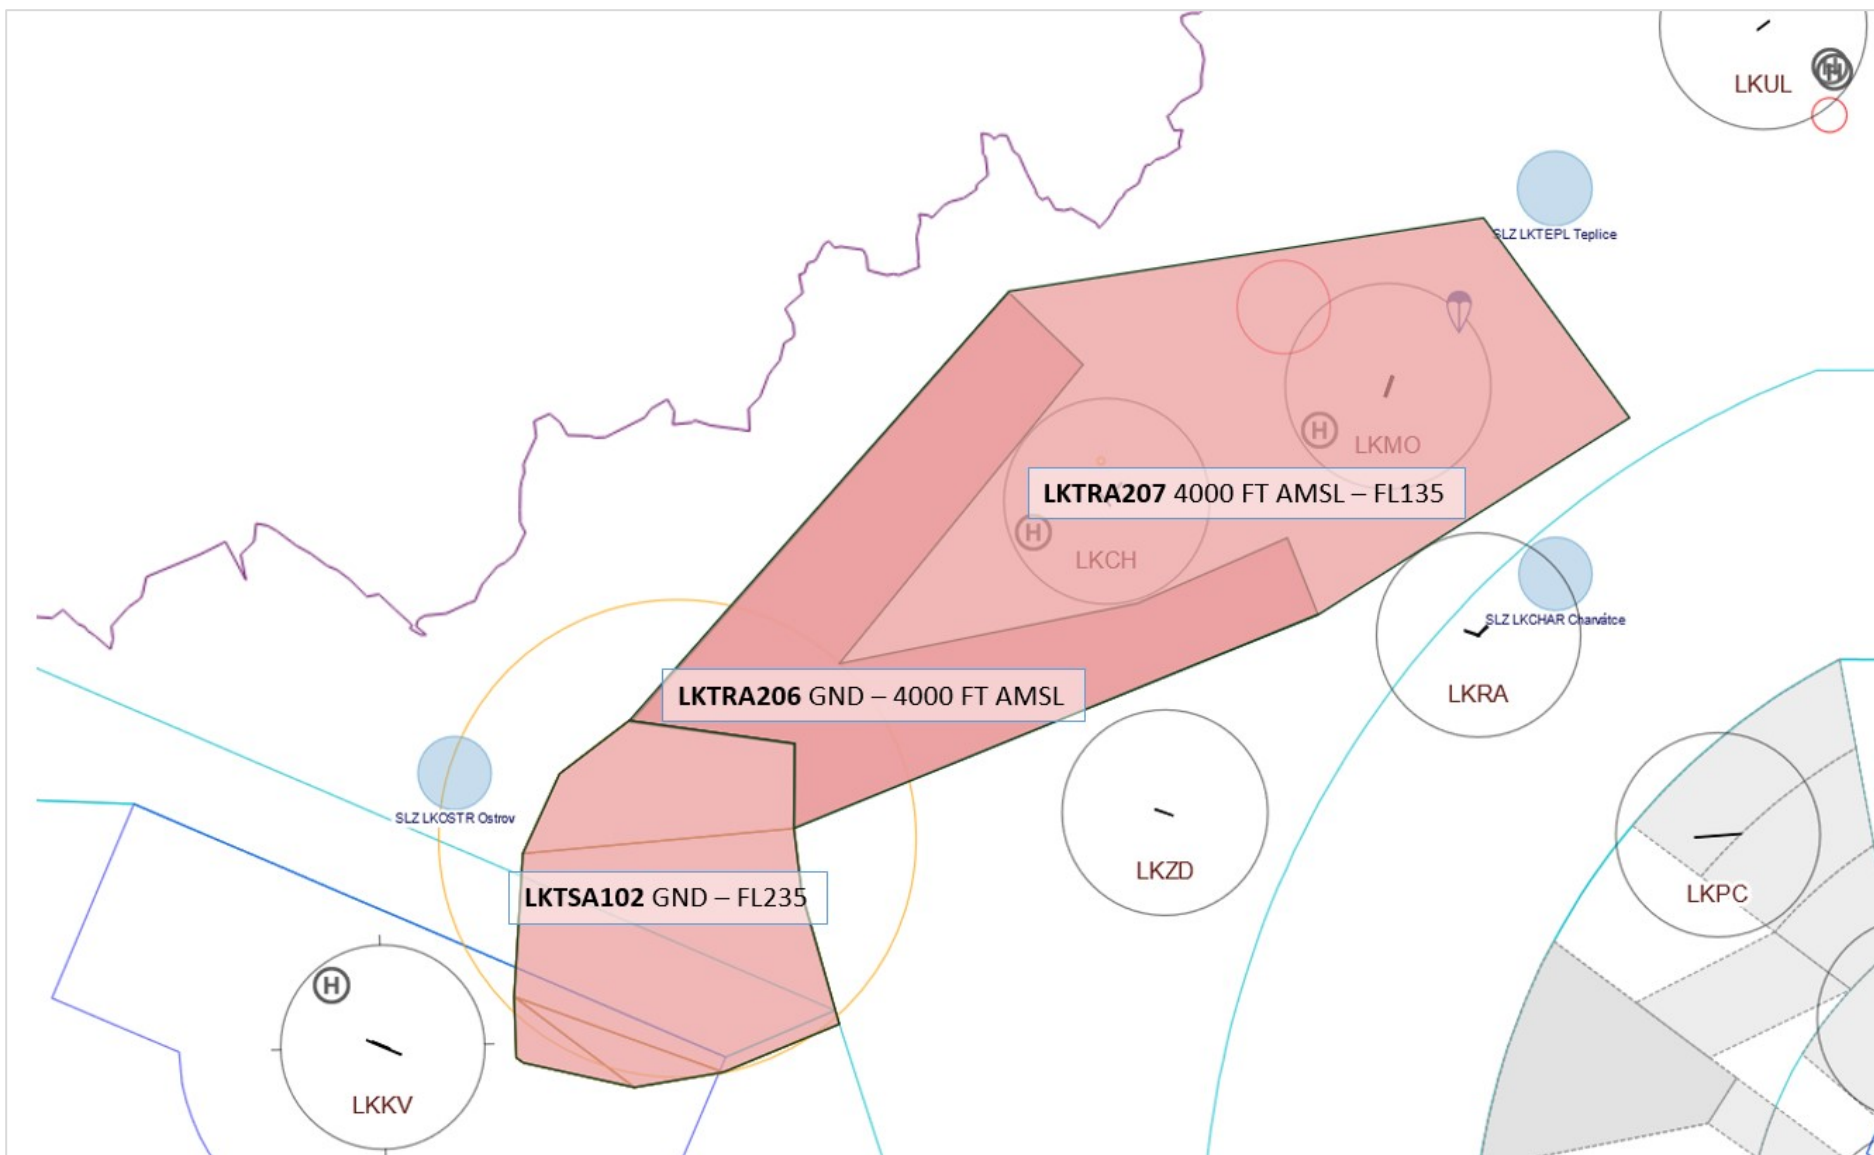 LKUL
SLZ LKTEPL Teplice
H
LKMO
LKTRA207 4000 FT AMSL – FL135
H
LKCH
SLZ LKCHAR Charvátce
LKRA
LKTRA206 GND – 4000 FT AMSL
SLZ LKOSTR Ostrov
LKZD
LKTSA102 GND – FL235
LKPC
H
LKKV